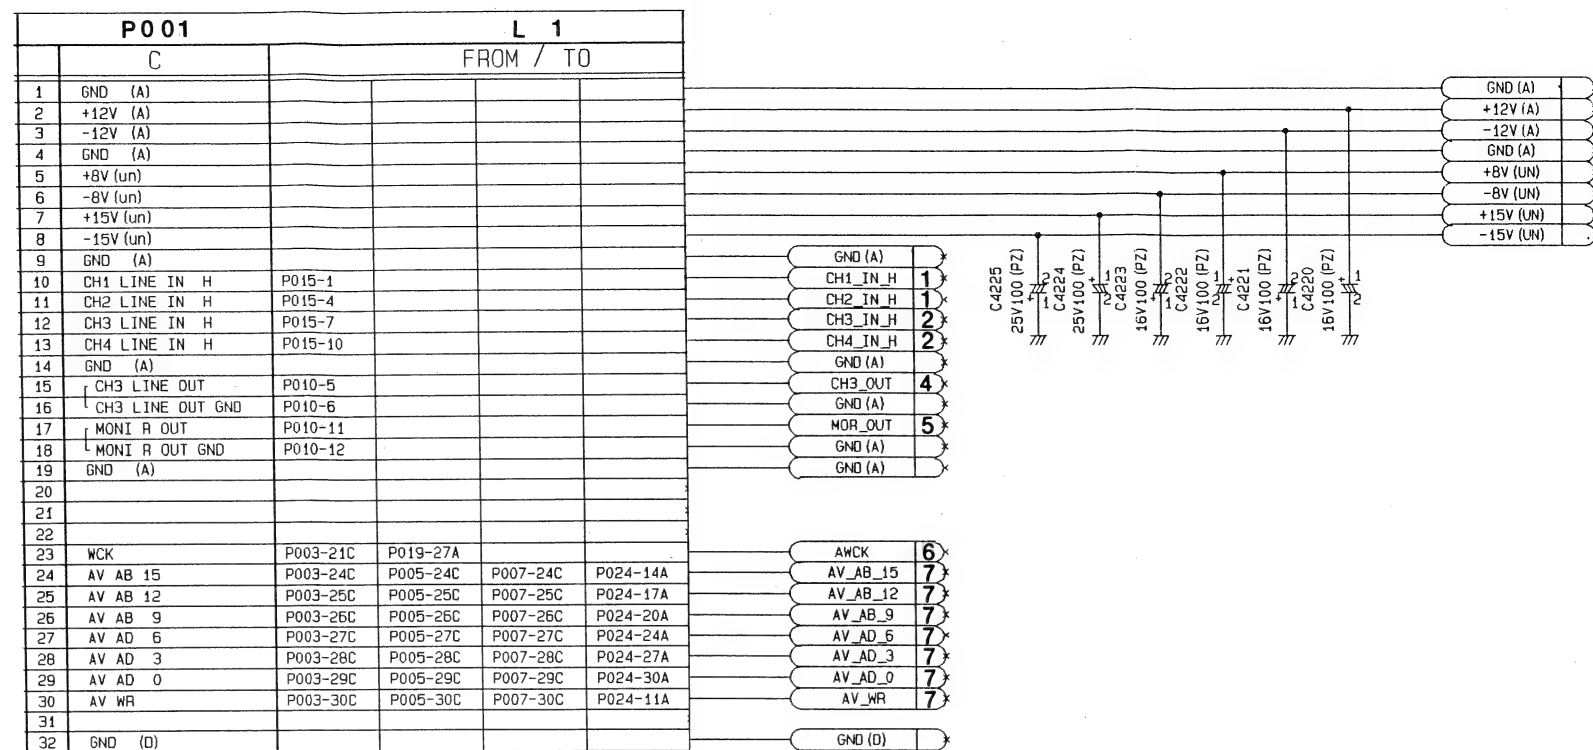 P001 L 1
C FROM / TO
1 GND (A) GND (A)
2 +12V (A) +12V (A)
3 -12V (A) -12V (A)
4 GND (A) GND (A)
5 +8V (un) +8V (UN)
6 -8V (un) -8V (UN)
7 +15V (un) +15V (UN)
8 -15V (un) -15V (UN)
9 GND (A) GND (A)
10 CH1 LINE IN H P015-1 CH1_IN_H 1
11 CH2 LINE IN H P015-4 CH2_IN_H 1
12 CH3 LINE IN H P015-7 CH3_IN_H 2
13 CH4 LINE IN H P015-10 CH4_IN_H 2
14 GND (A) GND (A)
15 CH3 LINE OUT P010-5 CH3_OUT 4
16 CH3 LINE OUT GND P010-6 GND (A)
17 MONI R OUT P010-11 MOR_OUT 5
18 MONI R OUT GND P010-12 GND (A)
19 GND (A) GND (A)
20
21
22
23 WCK P003-21C P019-27A AWCK 6
24 AV AB 15 P003-24C P005-24C P007-24C P024-14A AV_AB_15 7
25 AV AB 12 P003-25C P005-25C P007-25C P024-17A AV_AB_12 7
26 AV AB 9 P003-26C P005-26C P007-26C P024-20A AV_AB_9 7
27 AV AD 6 P003-27C P005-27C P007-27C P024-24A AV_AD_6 7
28 AV AD 3 P003-28C P005-28C P007-28C P024-27A AV_AD_3 7
29 AV AD 0 P003-29C P005-29C P007-29C P024-30A AV_AD_0 7
30 AV WR P003-30C P005-30C P007-30C P024-11A AV_WR 7
31
32 GND (D) GND (D)
C4225
25V100 (PZ)
+ 2 1
C4224
25V100 (PZ)
+ 1 2
C4223
16V100 (PZ)
+ 2 1
C4222
16V100 (PZ)
+ 1 2
C4221
16V100 (PZ)
+ 2 1
C4220
16V100 (PZ)
+ 1 2